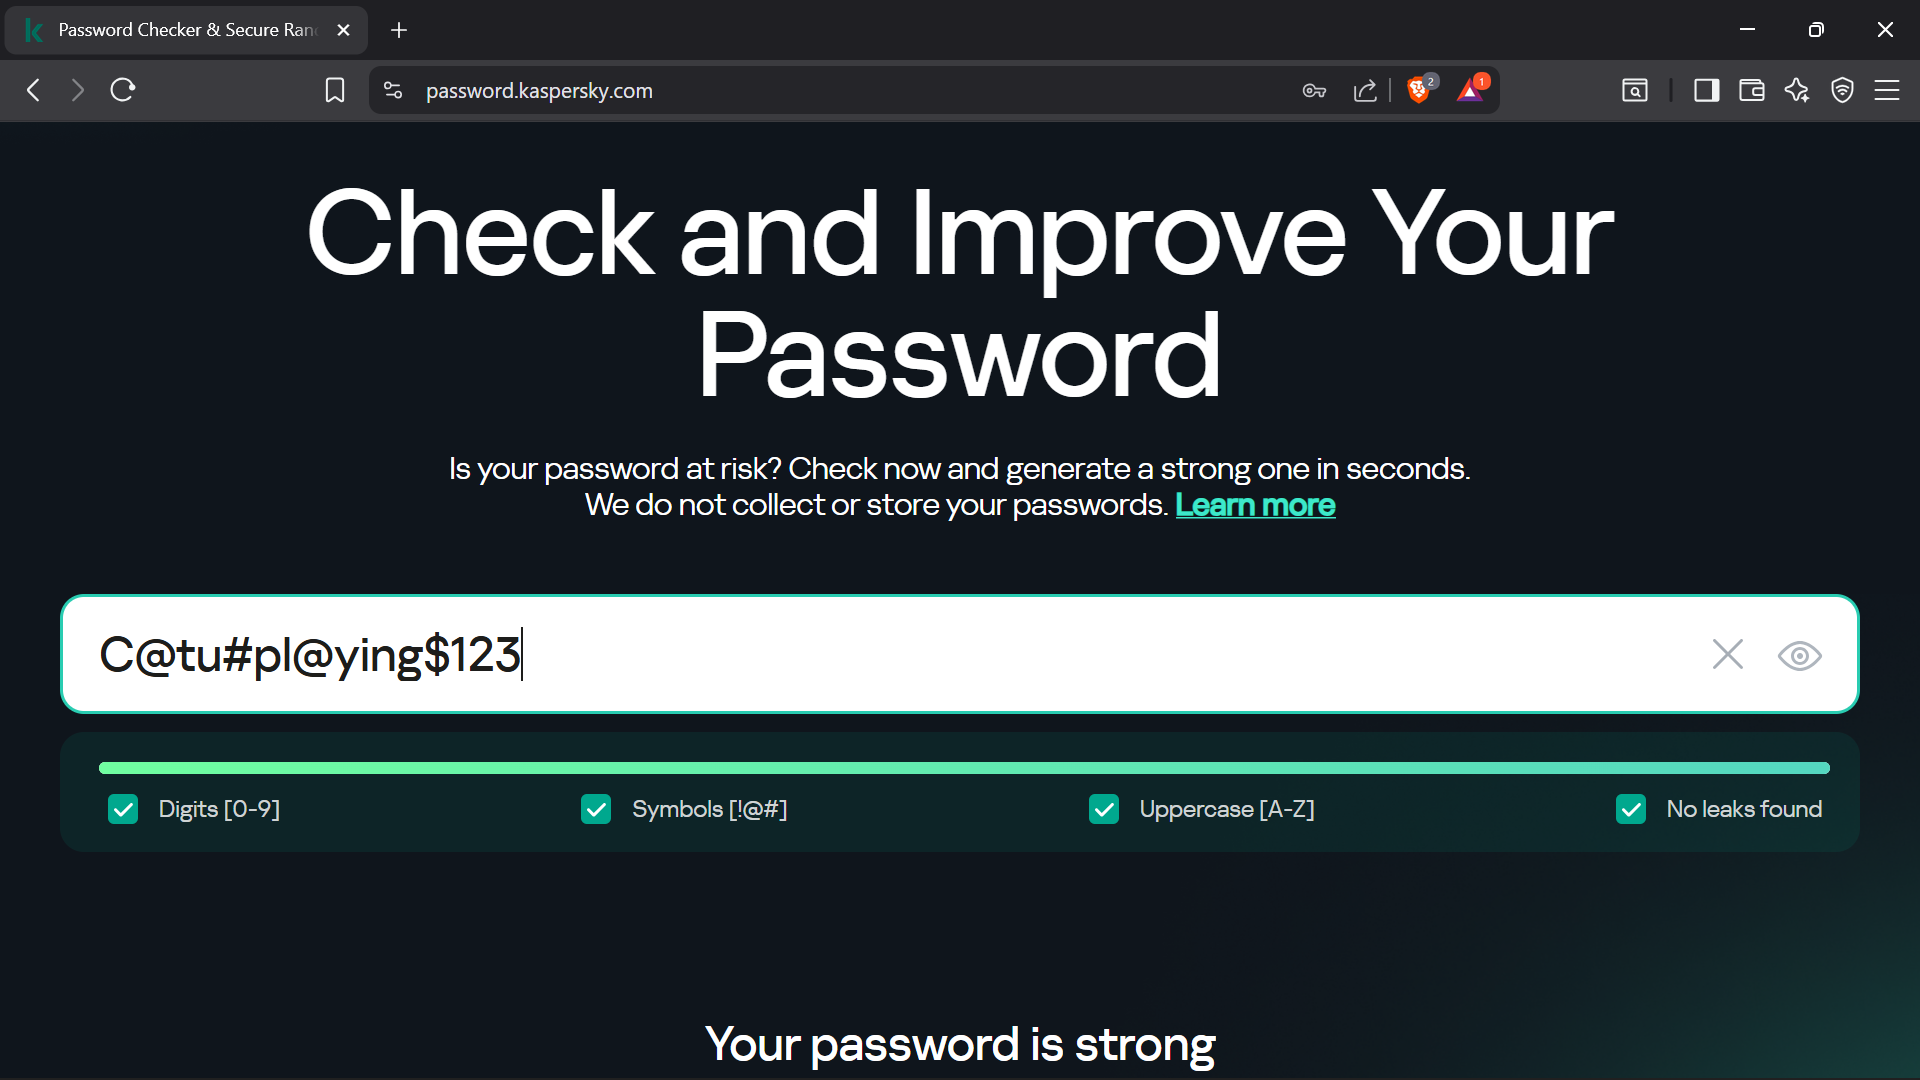 Password Checker & Secure Ran
password.kaspersky.com
2
1
Check and Improve Your
Password
Is your password at risk? Check now and generate a strong one in seconds.
We do not collect or store your passwords. Learn more
C@tu#pl@ying$123
Digits [0-9]
Symbols [!@#]
Uppercase [A-Z]
No leaks found
Your password is strong